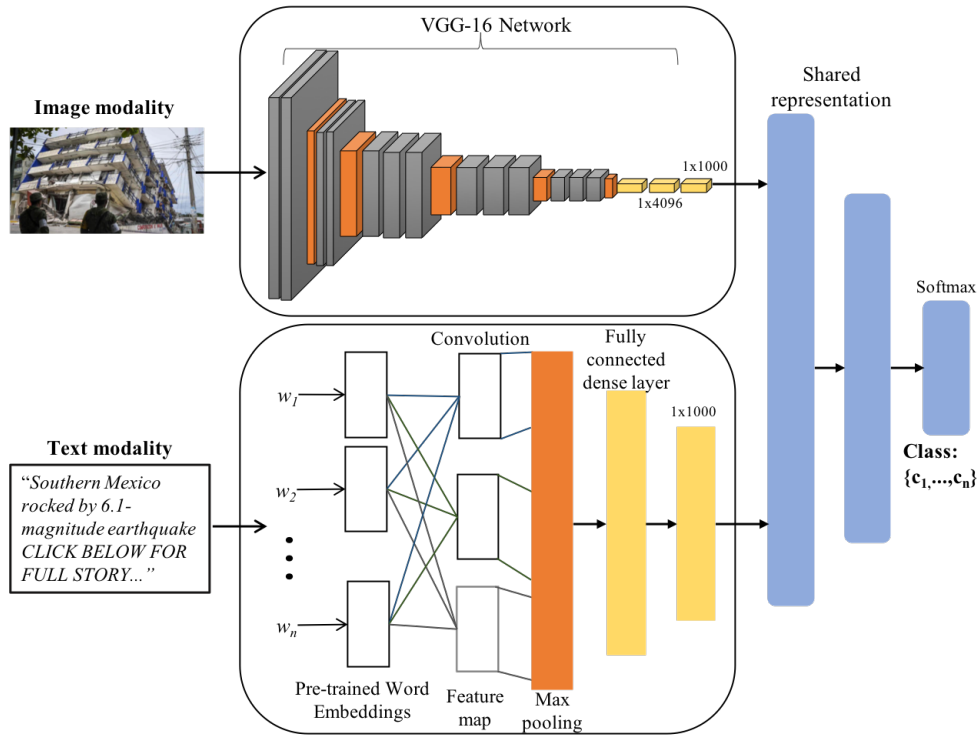 VGG-16 Network
Image modality
1x1000
1x4096
Shared
representation
Softmax
Class:
{c1,...,cn}
Text modality
“Southern Mexico
rocked by 6.1-
magnitude earthquake
CLICK BELOW FOR
FULL STORY...”
w1
w2
wn
Convolution
Fully
connected
dense layer
1x1000
Pre-trained Word
Embeddings
Feature
map
Max
pooling